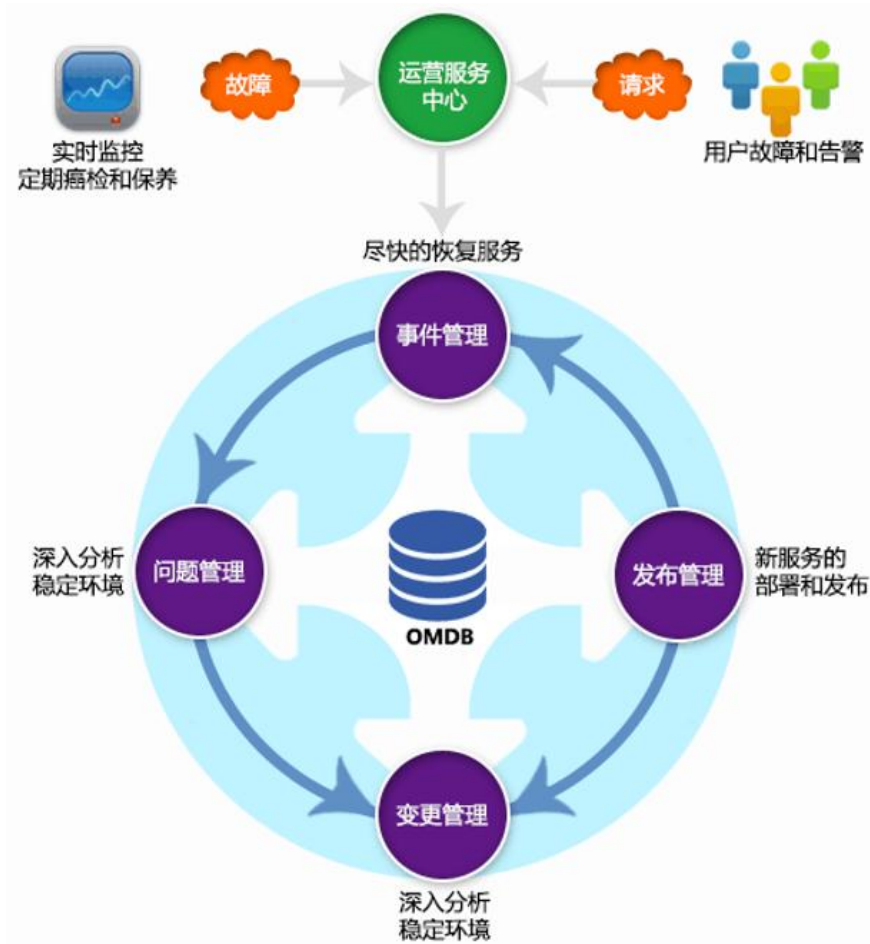 故障
运营服务
中心
请求
实时监控
定期癌检和保养
用户故障和告警
尽快的恢复服务
事件管理
深入分析
稳定环境
问题管理
OMDB
发布管理
新服务的
部署和发布
变更管理
深入分析
稳定环境